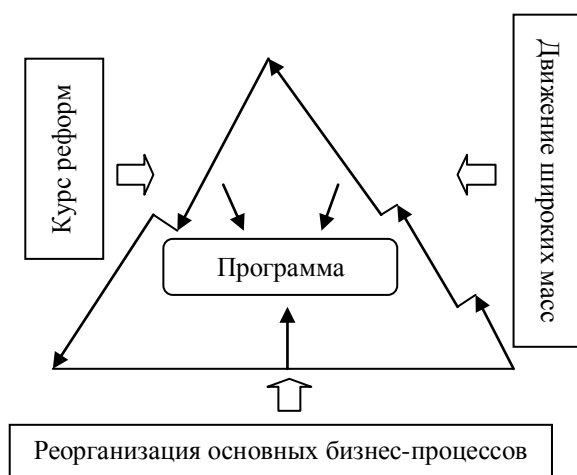 Курс реформ
Движение широких масс
Программа
Реорганизация основных бизнес-процессов